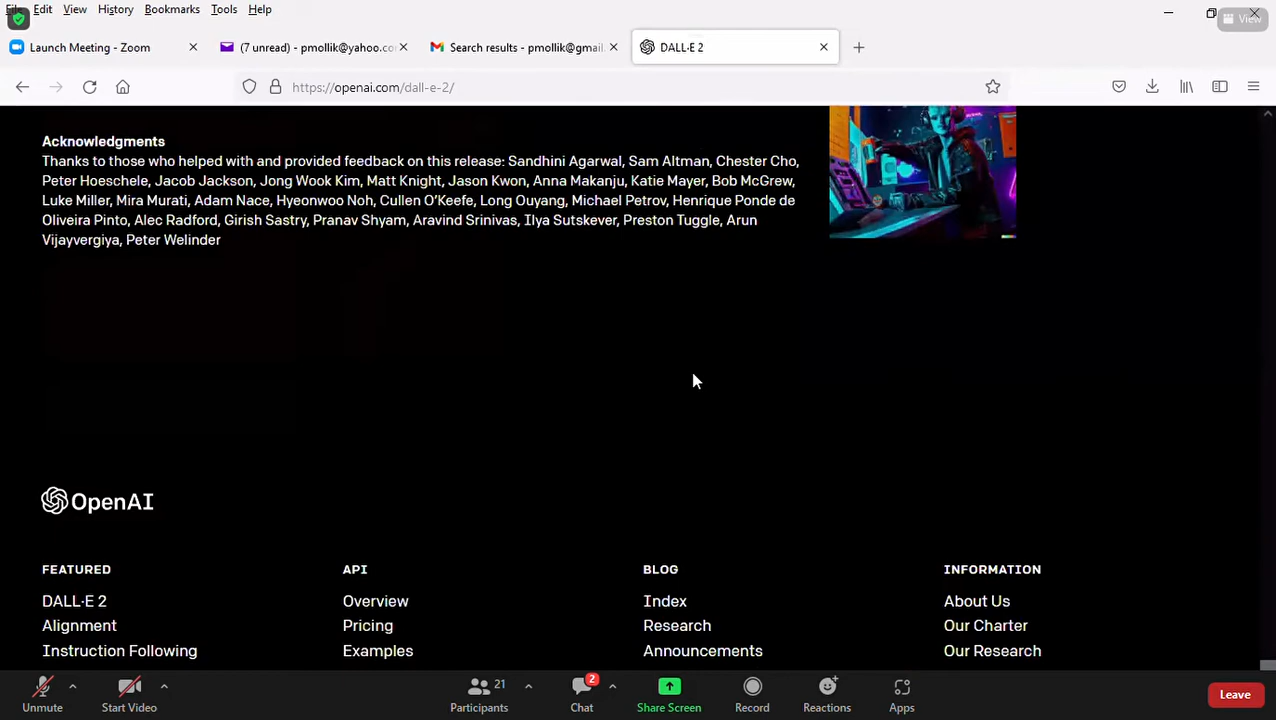 File Edit View History Bookmarks Tools Help
View
Launch Meeting - Zoom
(7 unread) - pmollik@yahoo.co
Search results - pmollik@gmai
DALL·E 2
https://openai.com/dall-e-2/
Acknowledgments
Thanks to those who helped with and provided feedback on this release: Sandhini Agarwal, Sam Altman, Chester Cho,
Peter Hoeschele, Jacob Jackson, Jong Wook Kim, Matt Knight, Jason Kwon, Anna Makanju, Katie Mayer, Bob McGrew,
Luke Miller, Mira Murati, Adam Nace, Hyeonwoo Noh, Cullen O'Keefe, Long Ouyang, Michael Petrov, Henrique Ponde de
Oliveira Pinto, Alec Radford, Girish Sastry, Pranav Shyam, Aravind Srinivas, Ilya Sutskever, Preston Tuggle, Arun
Vijayvergiya, Peter Welinder
OpenAI
FEATURED
DALL·E 2
Alignment
Instruction Following
API
Overview
Pricing
Examples
BLOG
Index
Research
Announcements
INFORMATION
About Us
Our Charter
Our Research
Unmute
Start Video
21
Participants
2
Chat
Share Screen
Record
Reactions
Apps
Leave